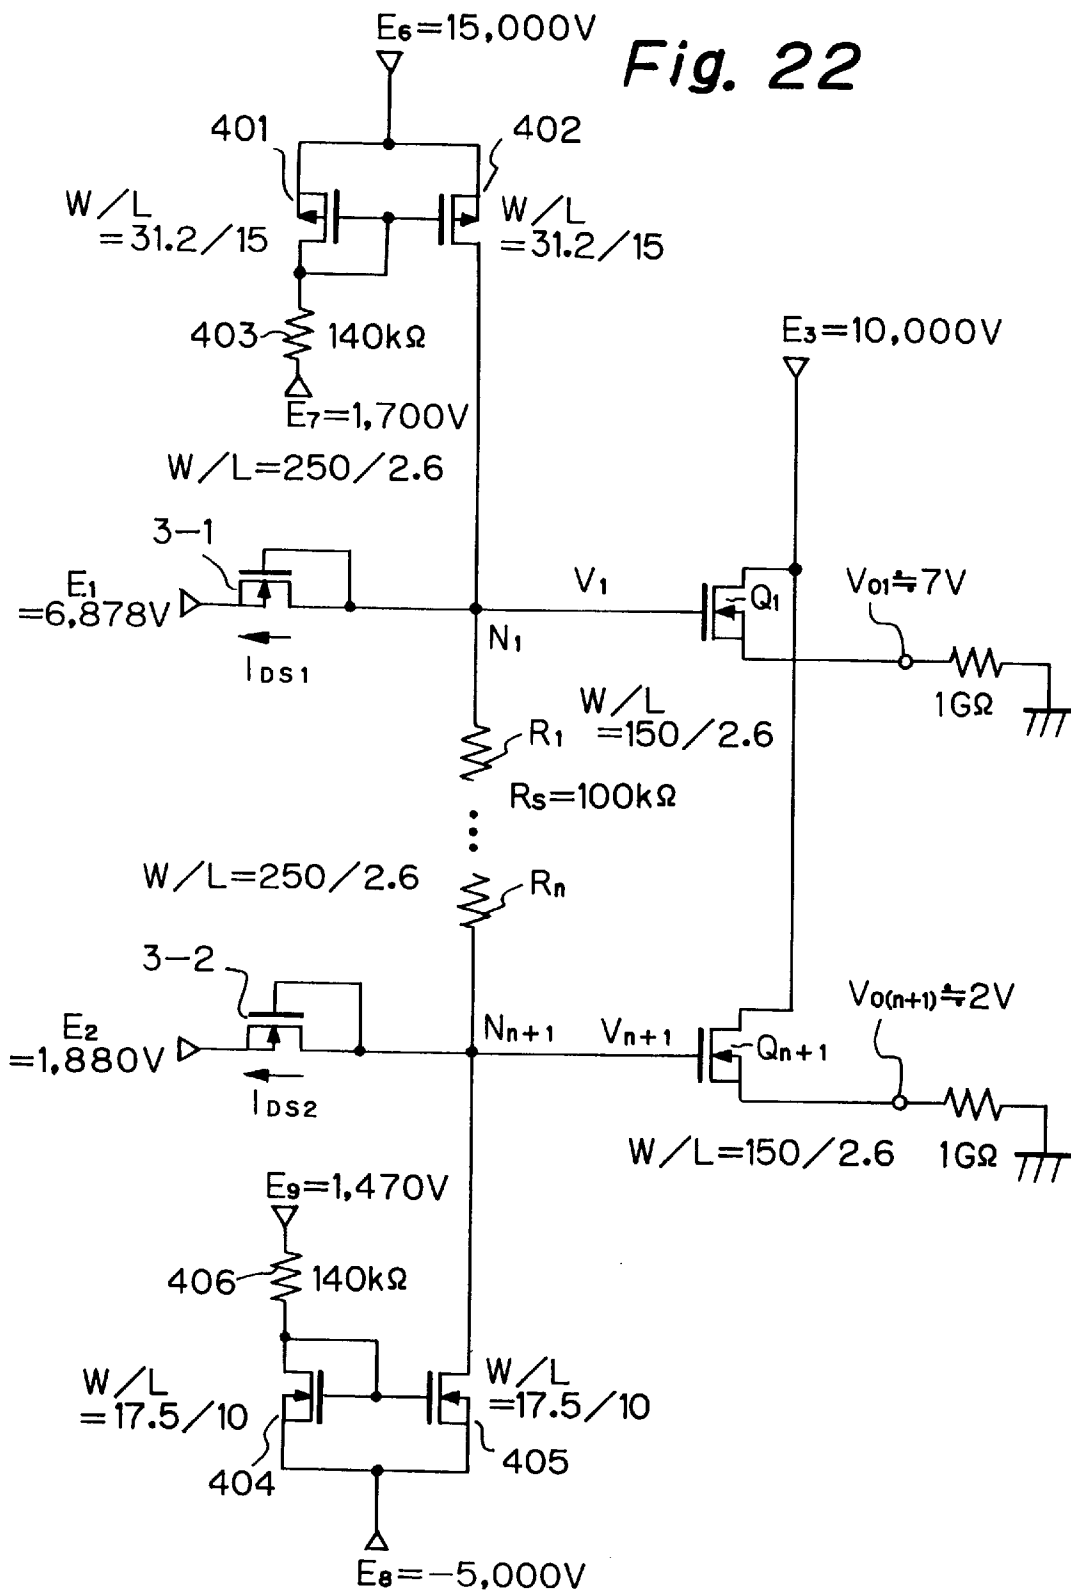 E6=15,000V
Fig. 22
401
402
W/L
=31.2/15
W/L
=31.2/15
403
140kΩ
E7=1,700V
E3=10,000V
W/L=250/2.6
3-1
E1
=6,878V
IDS1
V1
N1
Q1
V01≒7V
1GΩ
W/L
=150/2.6
R1
RS=100kΩ
W/L=250/2.6
Rn
3-2
E2
=1,880V
IDS2
Nn+1
Vn+1
Qn+1
V0(n+1)≒2V
W/L=150/2.6
1GΩ
E9=1,470V
406
140kΩ
W/L
=17.5/10
W/L
=17.5/10
404
405
E8=-5,000V